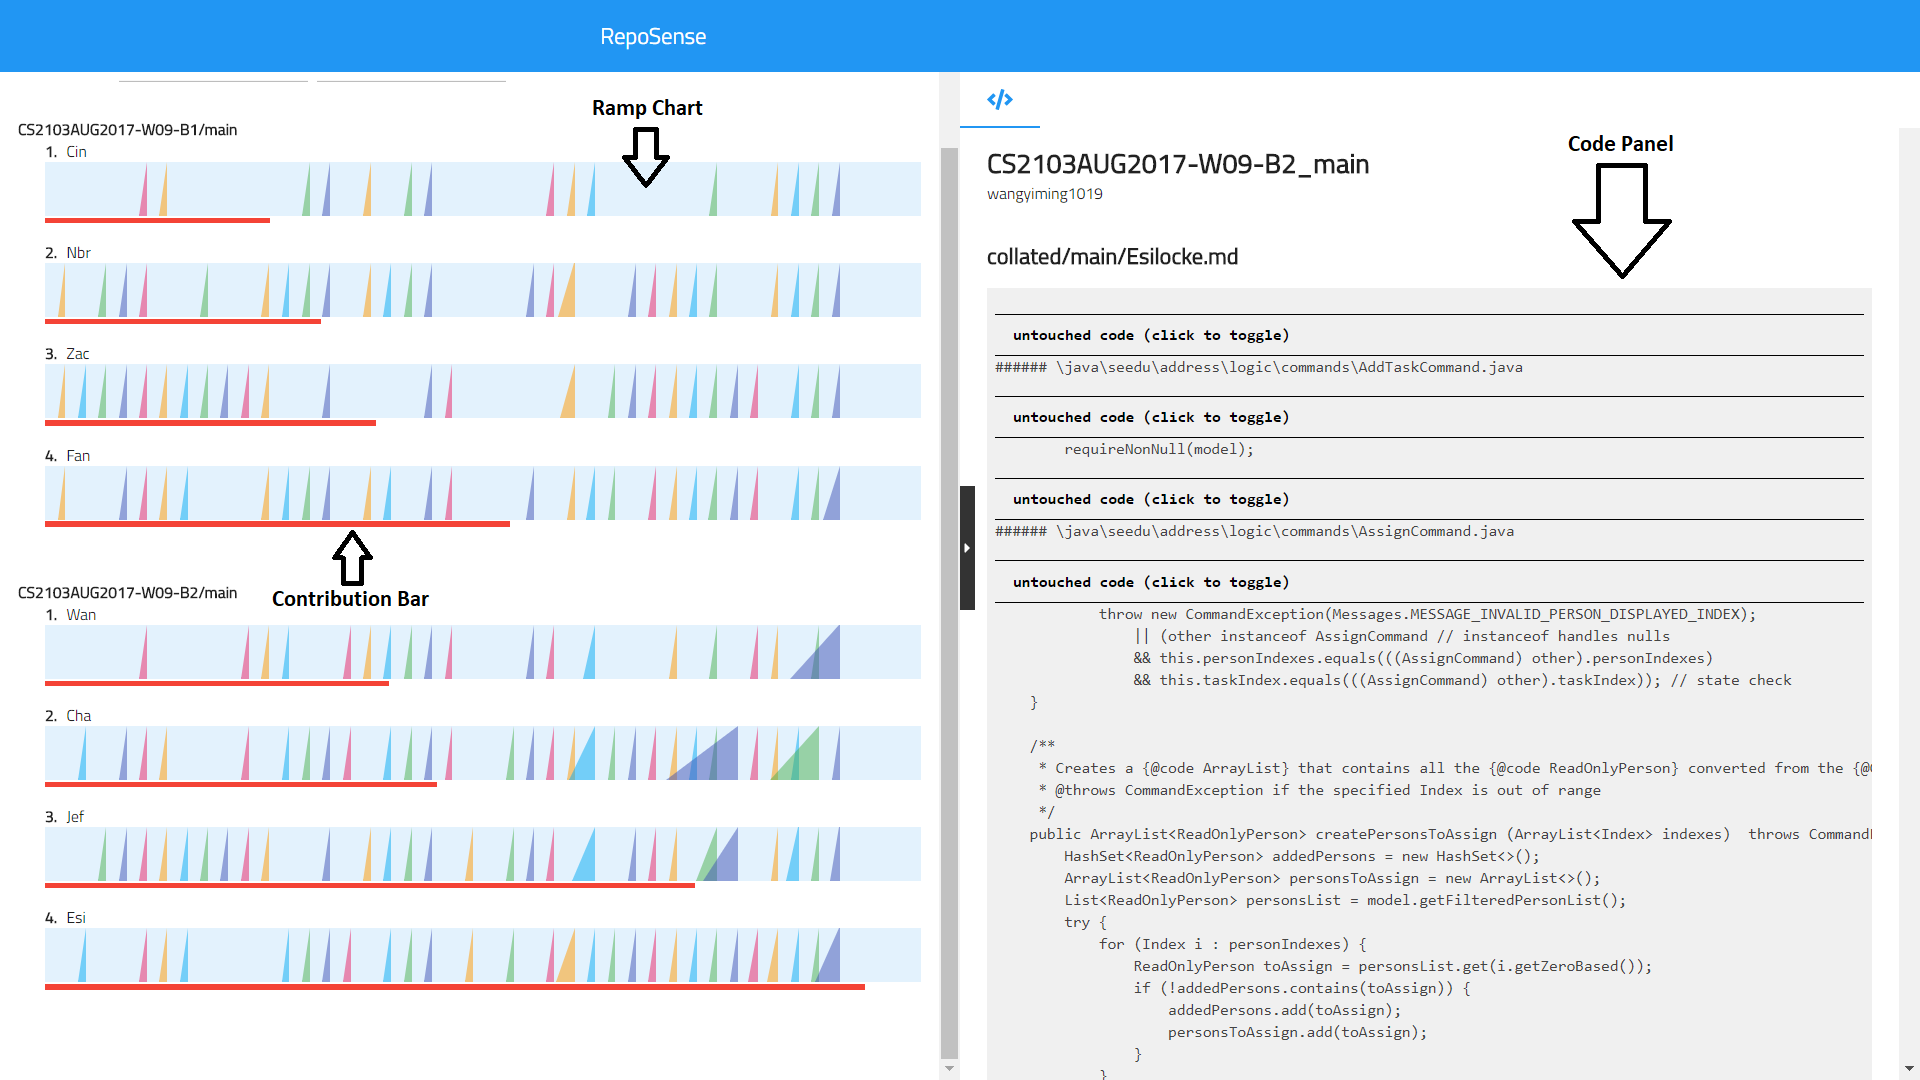 RepoSense
Ramp Chart
CS2103AUG2017-W09-B1/main
1. Cin
2. Nbr
3. Zac
4. Fan
Contribution Bar
CS2103AUG2017-W09-B2/main
1. Wan
2. Cha
3. Jef
4. Esi
</>
Code Panel
CS2103AUG2017-W09-B2_main
wangyiming1019
collated/main/Esilocke.md
untouched code (click to toggle)
###### \java\seedu\address\logic\commands\AddTaskCommand.java
untouched code (click to toggle)
requireNonNull(model);
untouched code (click to toggle)
###### \java\seedu\address\logic\commands\AssignCommand.java
untouched code (click to toggle)
throw new CommandException(Messages.MESSAGE_INVALID_PERSON_DISPLAYED_INDEX);
|| (other instanceof AssignCommand // instanceof handles nulls
&& this.personIndexes.equals(((AssignCommand) other).personIndexes)
&& this.taskIndex.equals(((AssignCommand) other).taskIndex)); // state check
}
/**
* Creates a {@code ArrayList} that contains all the {@code ReadOnlyPerson} converted from the
* @throws CommandException if the specified Index is out of range
*/
public ArrayList<ReadOnlyPerson> createPersonsToAssign (ArrayList<Index> indexes) throws
HashSet<ReadOnlyPerson> addedPersons = new HashSet<>();
ArrayList<ReadOnlyPerson> personsToAssign = new ArrayList<>();
List<ReadOnlyPerson> personsList = model.getFilteredPersonList();
try {
for (Index i : personIndexes) {
ReadOnlyPerson toAssign = personsList.get(i.getZeroBased());
if (!addedPersons.contains(toAssign)) {
addedPersons.add(toAssign);
personsToAssign.add(toAssign);
}
}